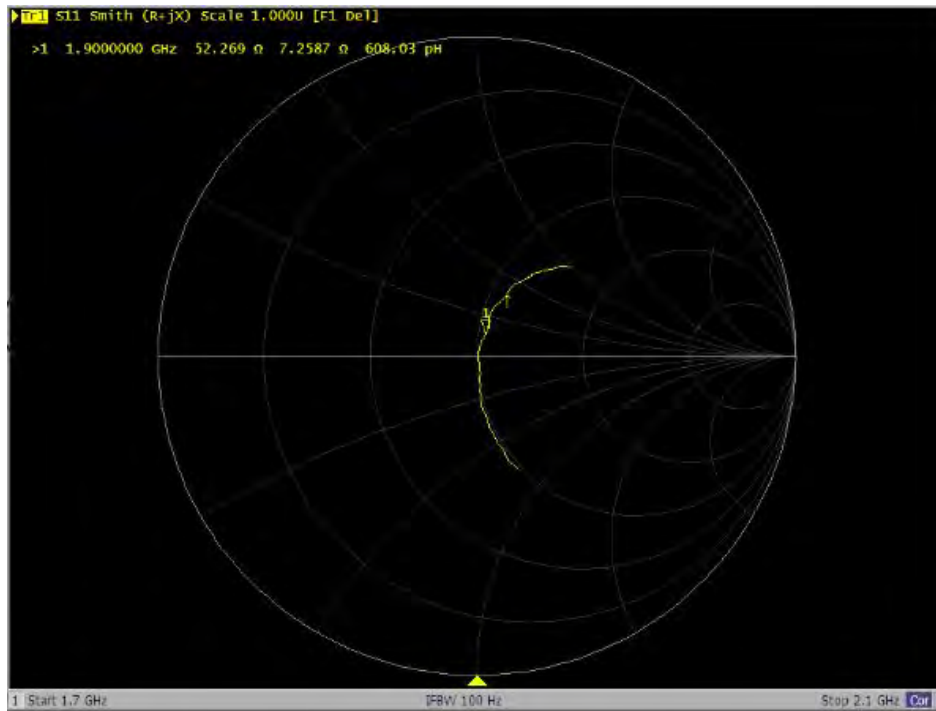 Tr1 S11 Smith (R+jX) Scale 1.000U [F1 Del]
>1 1.9000000 GHz 52.269 Ω 7.2587 Ω 608.03 pH
1
1 Start 1.7 GHz IFBW 100 Hz Stop 2.1 GHz Cor